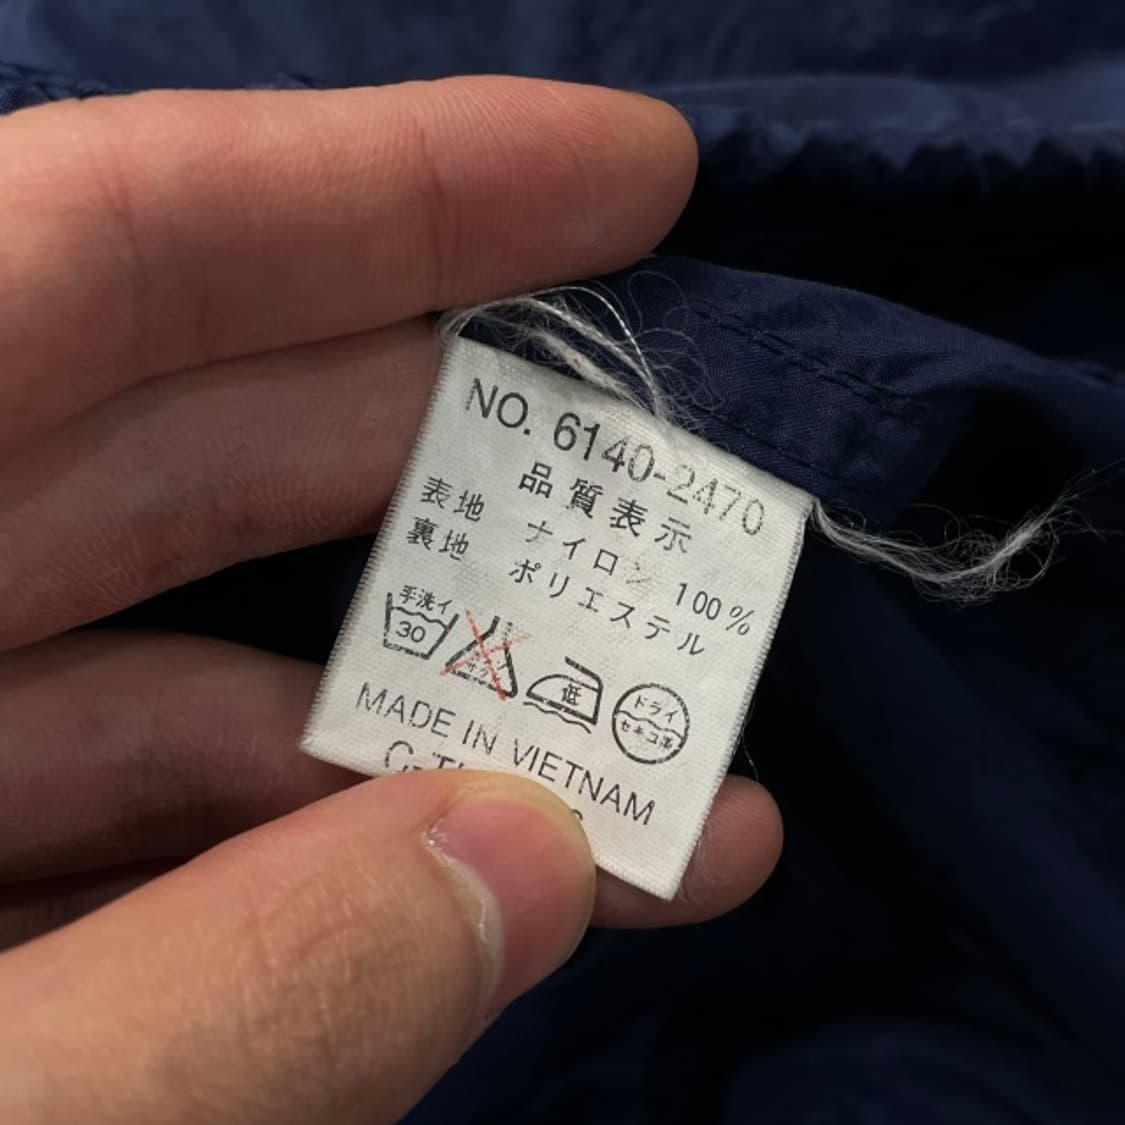 NO. 6140-2470
品質表示
表地 ナイロン 100%
裏地 ポリエステル
手洗イ
30
低
ドライ
セキユ系
MADE IN VIETNAM